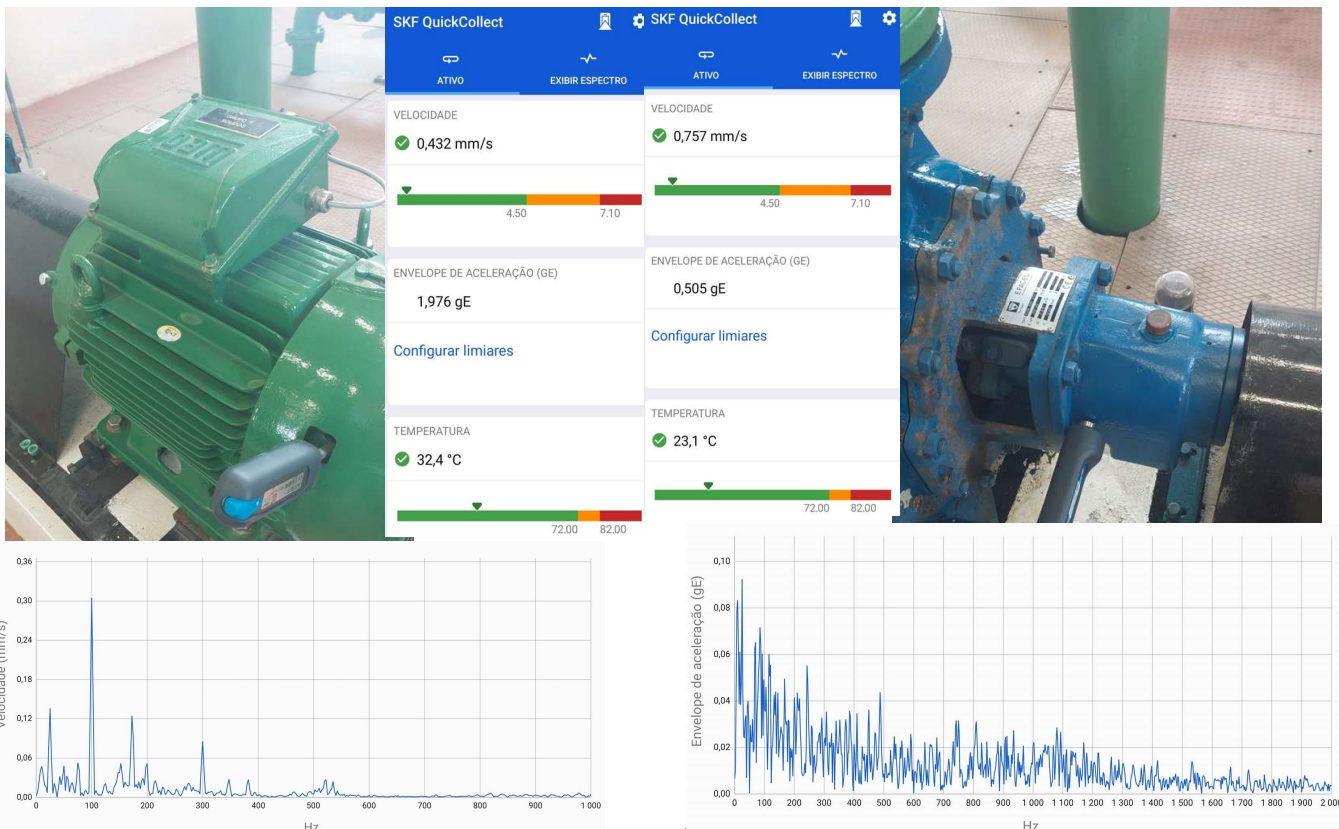 SKF QuickCollect
ATIVO
EXIBIR ESPECTRO
VELOCIDADE
0,432 mm/s
4.50
7.10
ENVELOPE DE ACELERAÇÃO (GE)
1,976 gE
Configurar limiares
TEMPERATURA
32,4 °C
72.00
82.00
SKF QuickCollect
ATIVO
EXIBIR ESPECTRO
VELOCIDADE
0,757 mm/s
4.50
7.10
ENVELOPE DE ACELERAÇÃO (GE)
0,505 gE
Configurar limiares
TEMPERATURA
23,1 °C
72.00
82.00
Velocidade (mm/s)
0,36
0,30
0,24
0,18
0,12
0,06
0,00
0 100 200 300 400 500 600 700 800 900 1 000
Hz
Envelope de aceleração (gE)
0,10
0,08
0,06
0,04
0,02
0,00
0 100 200 300 400 500 600 700 800 900 1 000 1 100 1 200 1 300 1 400 1 500 1 600 1 700 1 800 1 900 2 000
Hz